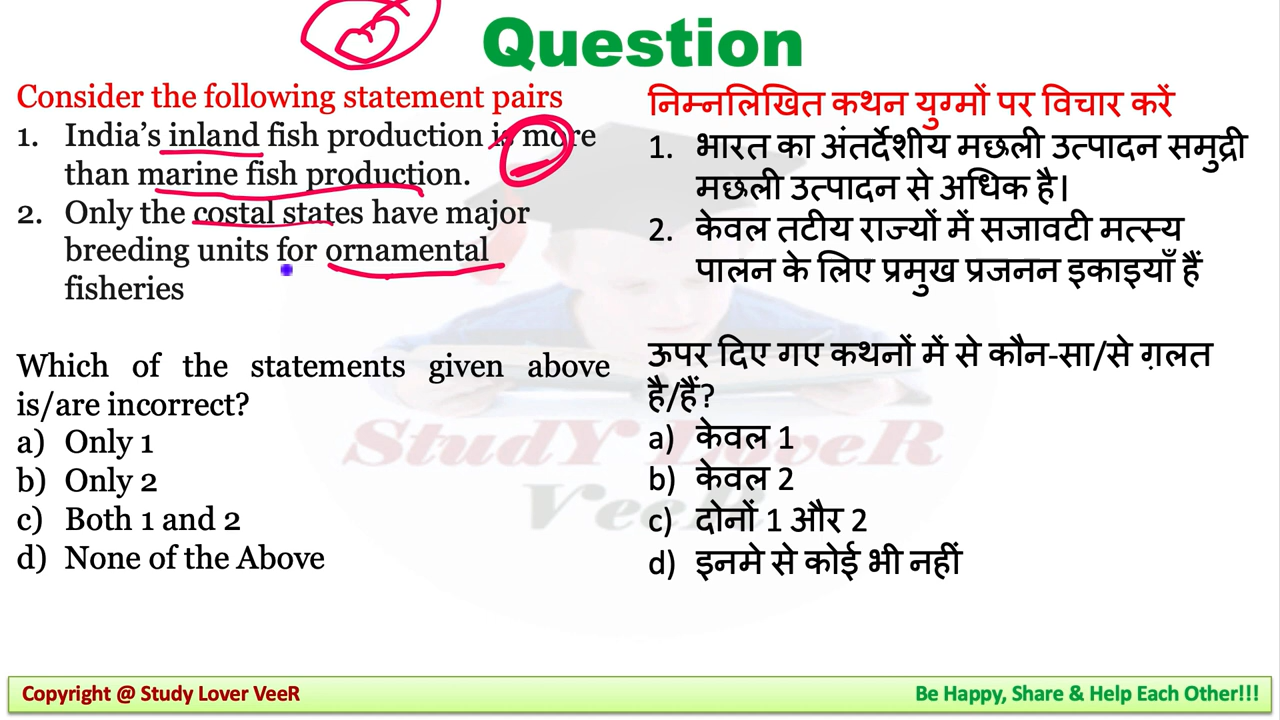 Question
Consider the following statement pairs
1. India's inland fish production is more
than marine fish production.
2. Only the costal states have major
breeding units for ornamental
fisheries
Which of the statements given above
is/are incorrect?
a) Only 1
b) Only 2
c) Both 1 and 2
d) None of the Above
निम्नलिखित कथन युग्मों पर विचार करें
1. भारत का अंतर्देशीय मछली उत्पादन समुद्री
मछली उत्पादन से अधिक है।
2. केवल तटीय राज्यों में सजावटी मत्स्य
पालन के लिए प्रमुख प्रजनन इकाइयाँ हैं
ऊपर दिए गए कथनों में से कौन-सा/से ग़लत
है/हैं?
a) केवल 1
b) केवल 2
c) दोनों 1 और 2
d) इनमे से कोई भी नहीं
StudY LoveR
VeeR
Copyright @ Study Lover VeeR
Be Happy, Share & Help Each Other!!!